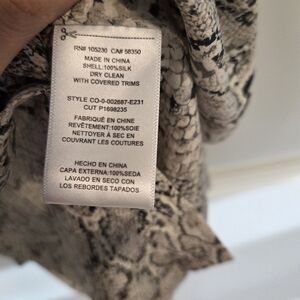 RN# 105230 CA# 58350
MADE IN CHINA
SHELL:100%SILK
DRY CLEAN
WITH COVERED TRIMS
STYLE CO-0-002687-E231
CUT P1698235
FABRIQUÉ EN CHINE
REVÊTEMENT:100%SOIE
NETTOYER À SEC EN
COUVRANT LES COUTURES
HECHO EN CHINA
CAPA EXTERNA:100%SEDA
LAVADO EN SECO CON
LOS REBORDES TAPADOS